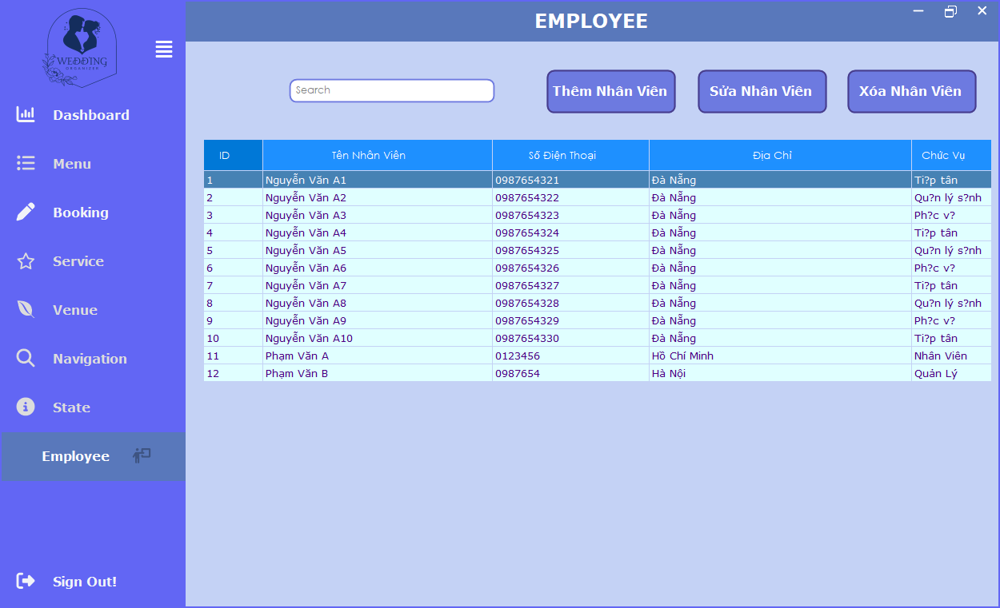 WEDDING
ORGANIZER
Dashboard
Menu
Booking
Service
Venue
Navigation
State
Employee
Sign Out!
EMPLOYEE
Search
Thêm Nhân Viên Sửa Nhân Viên Xóa Nhân Viên
ID Tên Nhân Viên Số Điện Thoại Địa Chỉ Chức Vụ
1 Nguyễn Văn A1 0987654321 Đà Nẵng Ti?p tân
2 Nguyễn Văn A2 0987654322 Đà Nẵng Qu?n lý s?nh
3 Nguyễn Văn A3 0987654323 Đà Nẵng Ph?c v?
4 Nguyễn Văn A4 0987654324 Đà Nẵng Ti?p tân
5 Nguyễn Văn A5 0987654325 Đà Nẵng Qu?n lý s?nh
6 Nguyễn Văn A6 0987654326 Đà Nẵng Ph?c v?
7 Nguyễn Văn A7 0987654327 Đà Nẵng Ti?p tân
8 Nguyễn Văn A8 0987654328 Đà Nẵng Qu?n lý s?nh
9 Nguyễn Văn A9 0987654329 Đà Nẵng Ph?c v?
10 Nguyễn Văn A10 0987654330 Đà Nẵng Ti?p tân
11 Phạm Văn A 0123456 Hồ Chí Minh Nhân Viên
12 Phạm Văn B 0987654 Hà Nội Quản Lý